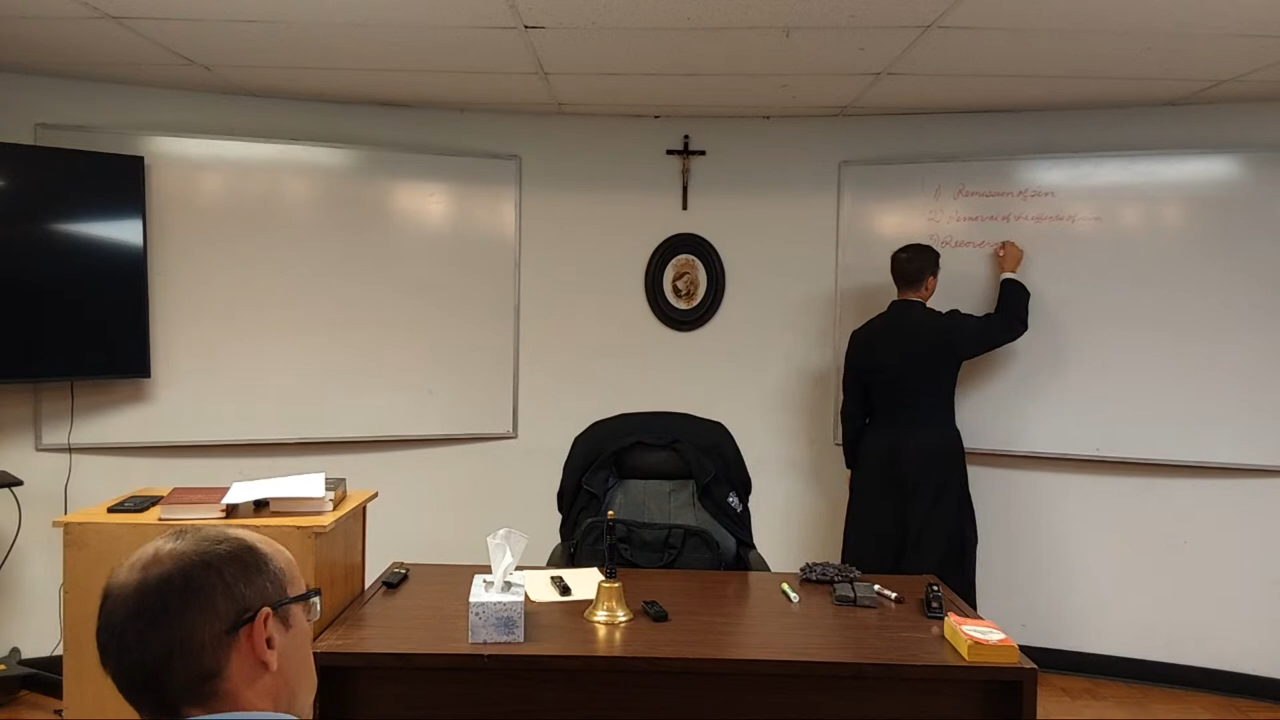 1) Remission of sin
2) Removal of the effects of sin
3) Recover